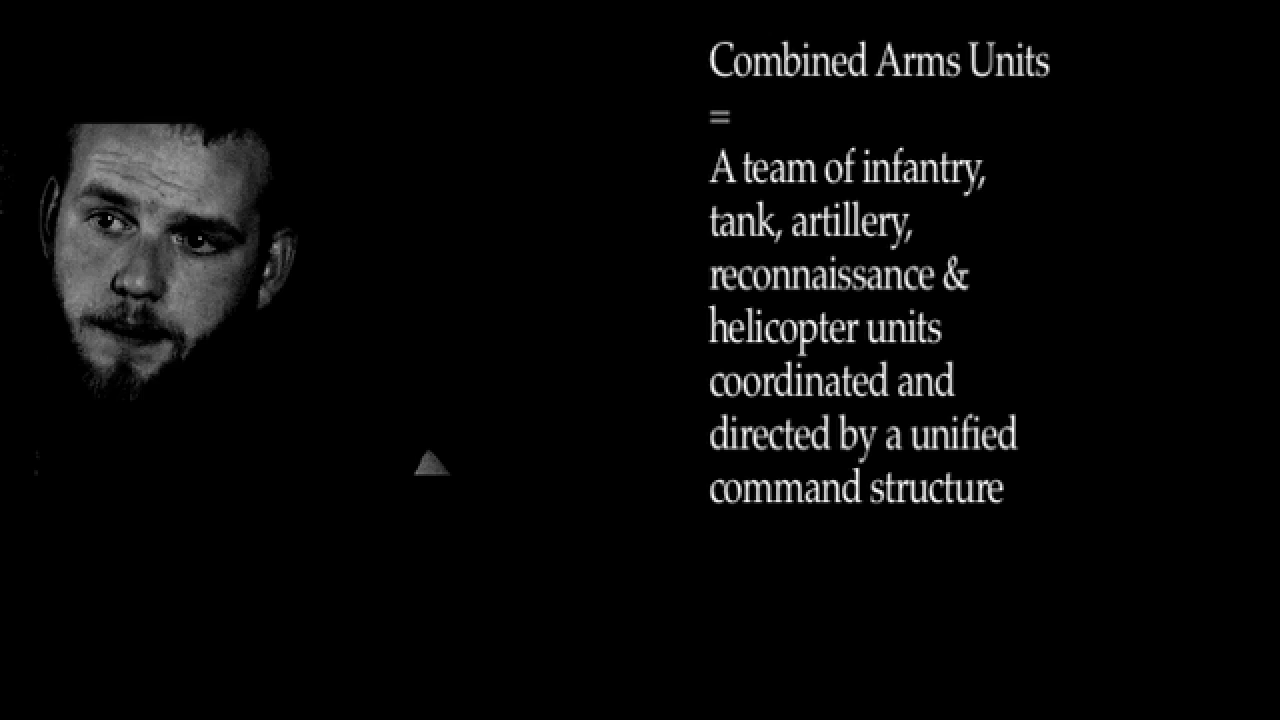 Combined Arms Units
=
A team of infantry,
tank, artillery,
reconnaissance &
helicopter units
coordinated and
directed by a unified
command structure